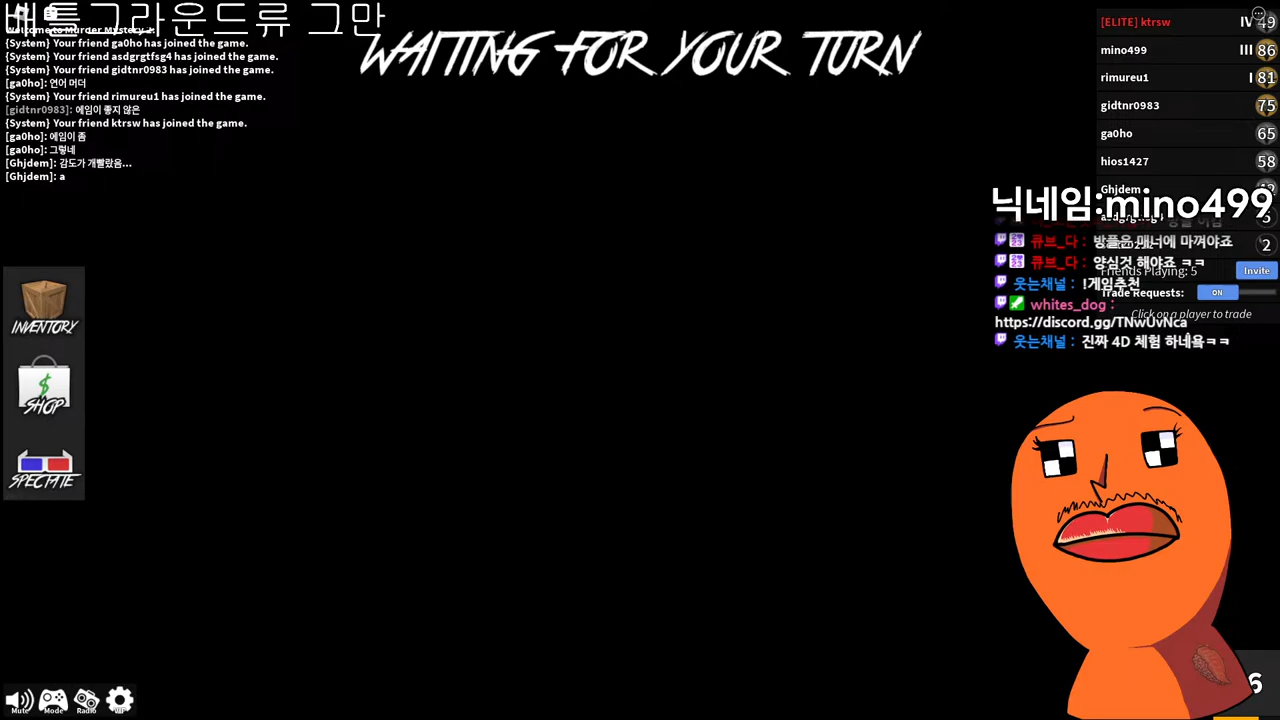 배틀그라운드류 그만
Welcome to Murder Mystery
{System} Your friend ga0ho has joined the game.
{System} Your friend asdgrgtfsg4 has joined the game.
{System} Your friend gidtnr0983 has joined the game.
[ga0ho]: 언어 머더
{System} Your friend rimureu1 has joined the game.
[gidtnr0983]: 에임이 좋지 않은
{System} Your friend ktrsw has joined the game.
[ga0ho]: 에임이 좀
[ga0ho]: 그렇네
[Ghjdem]: 감도가 개빨랐음...
[Ghjdem]: a
WAITING FOR YOUR TURN
[ELITE] ktrsw IV 49
mino499 III 86
rimureu1 I 81
gidtnr0983 75
ga0ho 65
hios1427 58
Ghjdem
닉네임:mino499
5
2
큐브_다 : 방플은 매너에 마껴야죠
큐브_다 : 양심것 해야죠 ㅋㅋ
Friends Playing: 5 Invite
웃는채널 : !게임추천
Trade Requests: ON
whites_dog :
Click on a player to trade
https://discord.gg/TNwUvNca
웃는채널 : 진짜 4D 체험 하네욬ㅋㅋ
INVENTORY
$
SHOP
SPECTATE
Mute Mode Radio
6